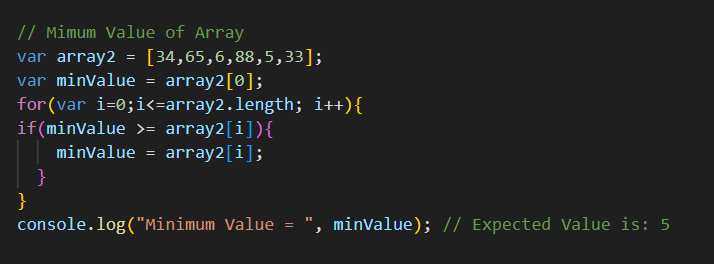 // Mimum Value of Array
var array2 = [34,65,6,88,5,33];
var minValue = array2[0];
for(var i=0;i<=array2.length; i++){
if(minValue >= array2[i]){
minValue = array2[i];
}
}
console.log("Minimum Value = ", minValue); // Expected Value is: 5